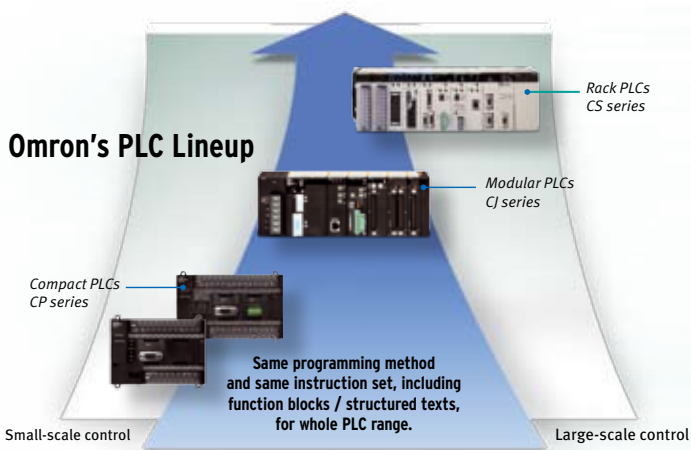 Rack PLCs
CS series
Omron's PLC Lineup
Modular PLCs
CJ series
Compact PLCs
CP series
Same programming method
and same instruction set, including
function blocks / structured texts,
for whole PLC range.
Small-scale control
Large-scale control